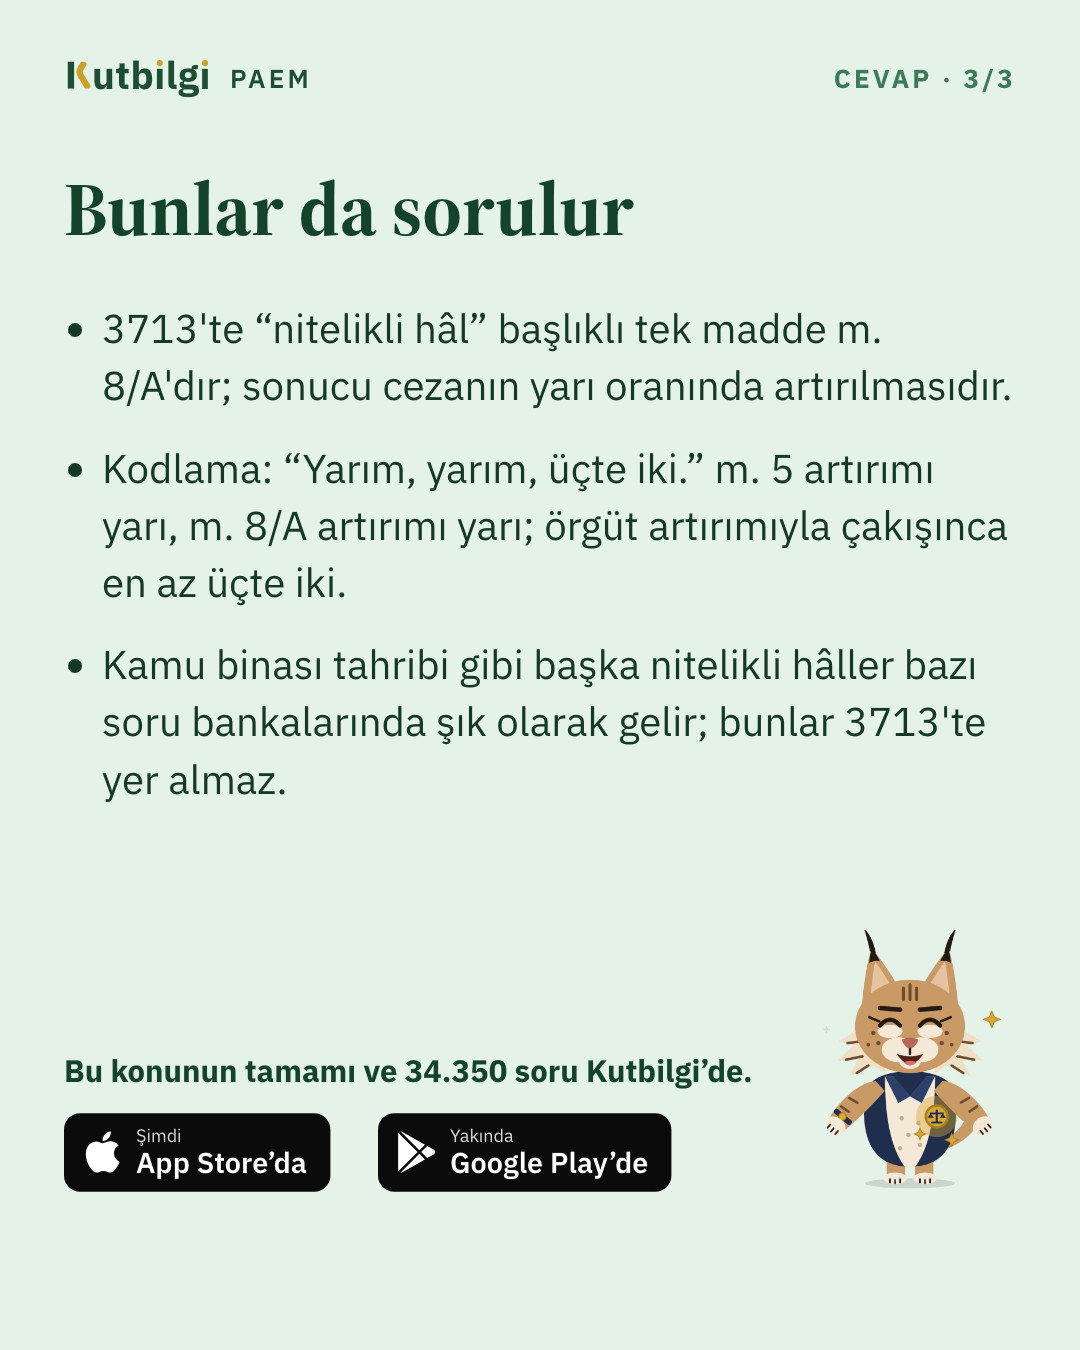 Kutbilgi PAEM
CEVAP · 3/3
Bunlar da sorulur
• 3713'te “nitelikli hâl” başlıklı tek madde m.
8/A'dır; sonucu cezanın yarı oranında artırılmasıdır.
• Kodlama: “Yarım, yarım, üçte iki.” m. 5 artırımı
yarı, m. 8/A artırımı yarı; örgüt artırımıyla çakışınca
en az üçte iki.
• Kamu binası tahribi gibi başka nitelikli hâller bazı
soru bankalarında şık olarak gelir; bunlar 3713'te
yer almaz.
Bu konunun tamamı ve 34.350 soru Kutbilgi’de.
Şimdi
App Store’da
Yakında
Google Play’de